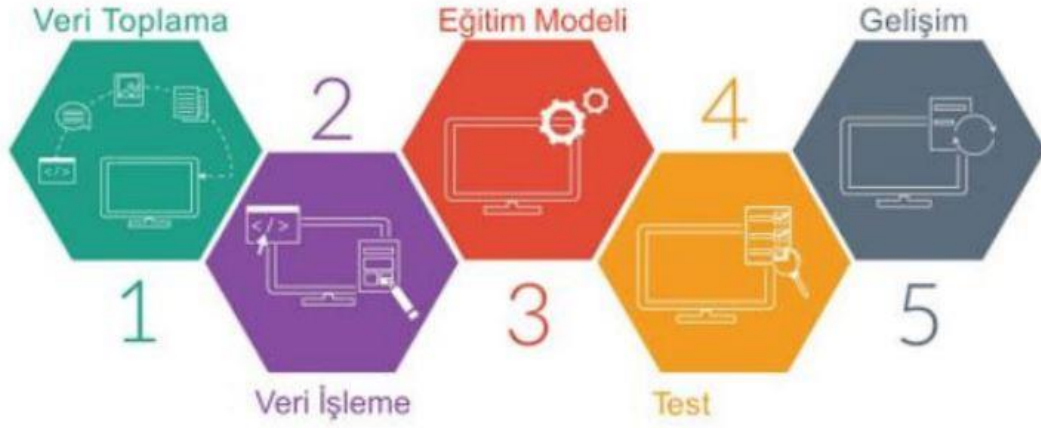 Veri Toplama
1
</>
2
</>
Veri İşleme
Eğitim Modeli
3
4
Test
Gelişim
5